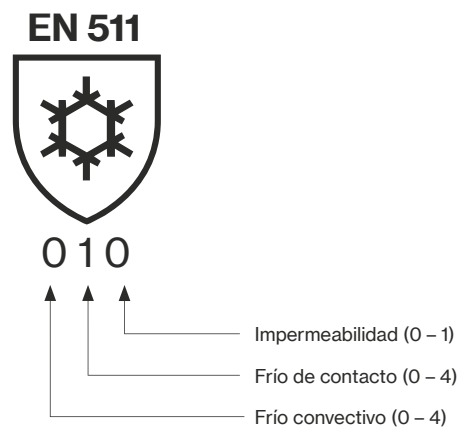 EN 511
0 1 0
Impermeabilidad (0 – 1)
Frío de contacto (0 – 4)
Frío convectivo (0 – 4)